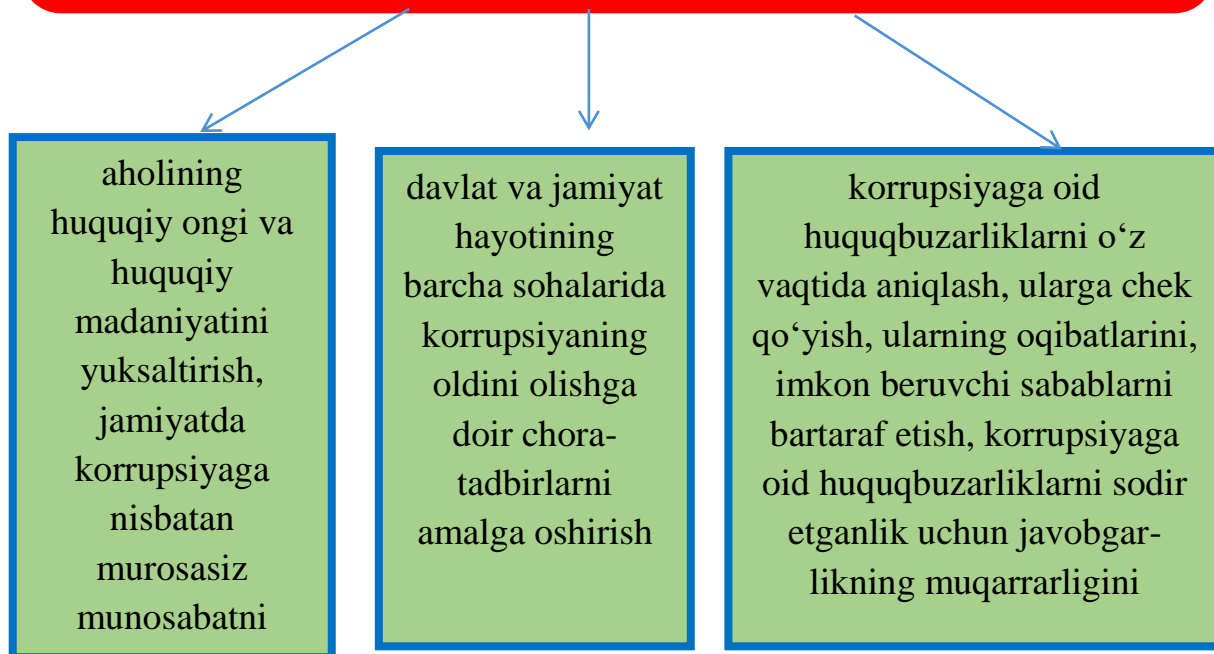 aholining
huquqiy ongi va
huquqiy
madaniyatini
yuksaltirish,
jamiyatda
korrupsiyaga
nisbatan
murosasiz
munosabatni
davlat va jamiyat
hayotining
barcha sohalarida
korrupsiyaning
oldini olishga
doir chora-
tadbirlarni
amalga oshirish
korrupsiyaga oid
huquqbuzarliklarni o‘z
vaqtida aniqlash, ularga chek
qo‘yish, ularning oqibatlarini,
imkon beruvchi sabablarni
bartaraf etish, korrupsiyaga
oid huquqbuzarliklarni sodir
etganlik uchun javobgar-
likning muqarrarligini